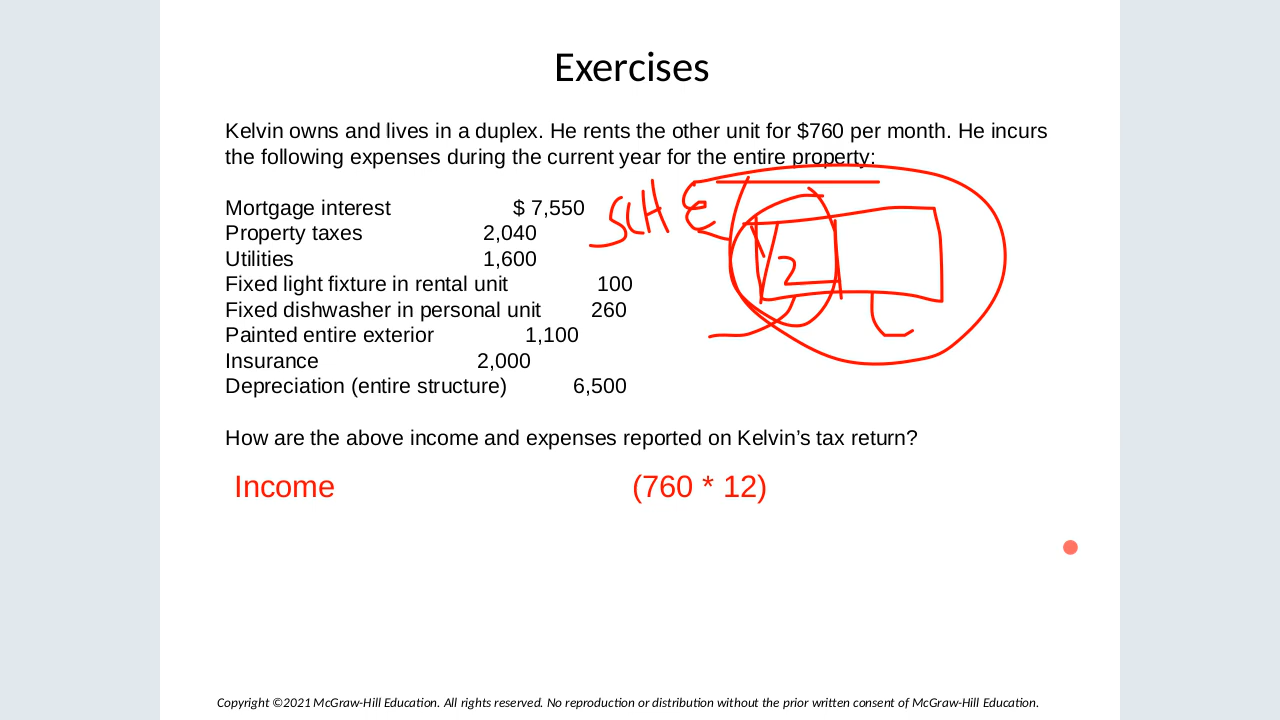 Exercises
Kelvin owns and lives in a duplex. He rents the other unit for $760 per month. He incurs
the following expenses during the current year for the entire property:
Mortgage interest $ 7,550
Property taxes 2,040
Utilities 1,600
Fixed light fixture in rental unit 100
Fixed dishwasher in personal unit 260
Painted entire exterior 1,100
Insurance 2,000
Depreciation (entire structure) 6,500
SCH E
How are the above income and expenses reported on Kelvin's tax return?
Income (760 * 12)
Copyright ©2021 McGraw-Hill Education. All rights reserved. No reproduction or distribution without the prior written consent of McGraw-Hill Education.